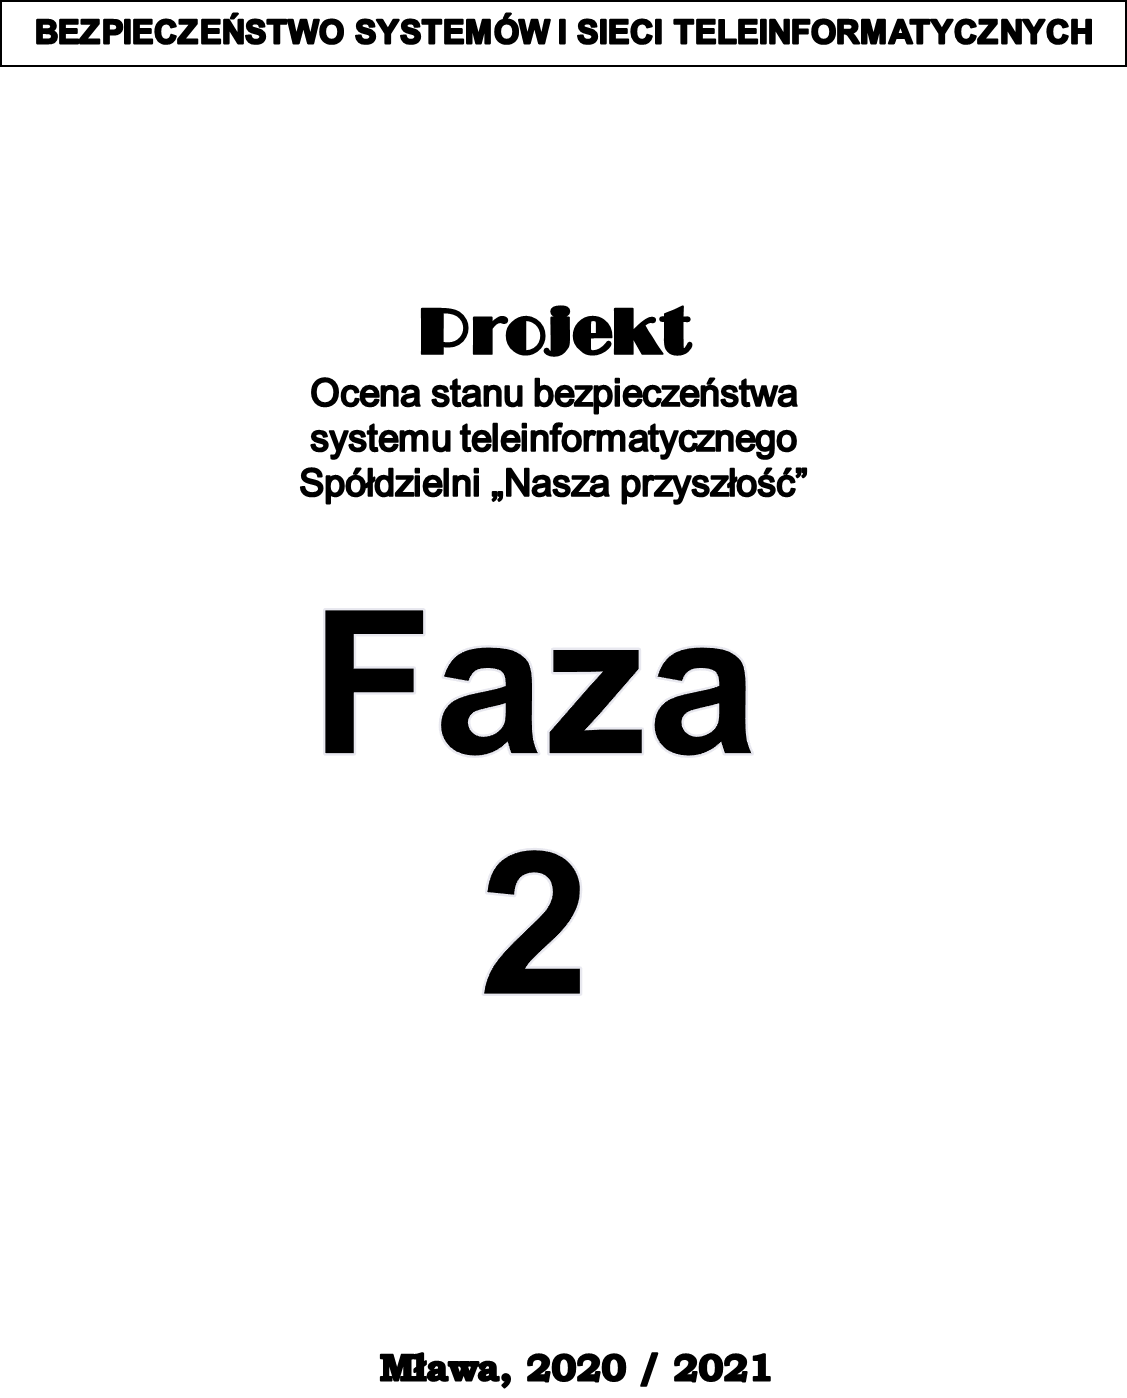 BEZPIECZEŃSTWO SYSTEMÓW I SIECI TELEINFORMATYCZNYCH
Projekt
Ocena stanu bezpieczeństwa
systemu teleinformatycznego
Spółdzielni „Nasza przyszłość”
Faza
2
Mława, 2020 / 2021